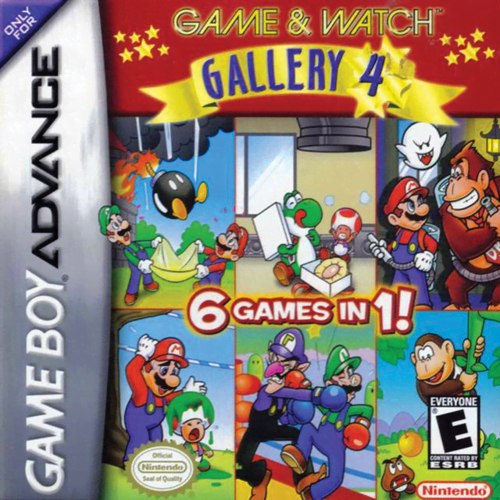 ONLY
FOR
GAME BOY ADVANCE
GAME & WATCH™
GALLERY 4
6 GAMES IN 1!
Official
Nintendo
Seal of Quality
EVERYONE
E
CONTENT RATED BY
ESRB
Nintendo